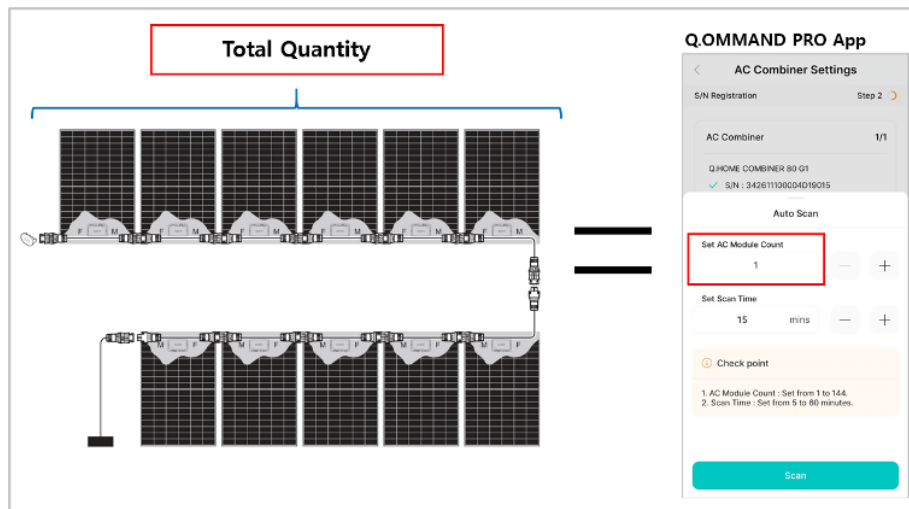 Total Quantity
F M F M F M F M F M F M
M F M F M F M F M F
Q.OMMAND PRO App
AC Combiner Settings
S/N Registration Step 2
AC Combiner 1/1
Q.HOME COMBINER 80 G1
S/N : 342611100004D19015
Auto Scan
Set AC Module Count
1
Set Scan Time
15 mins
Check point
1. AC Module Count : Set from 1 to 144.
2. Scan Time : Set from 5 to 60 minutes.
Scan